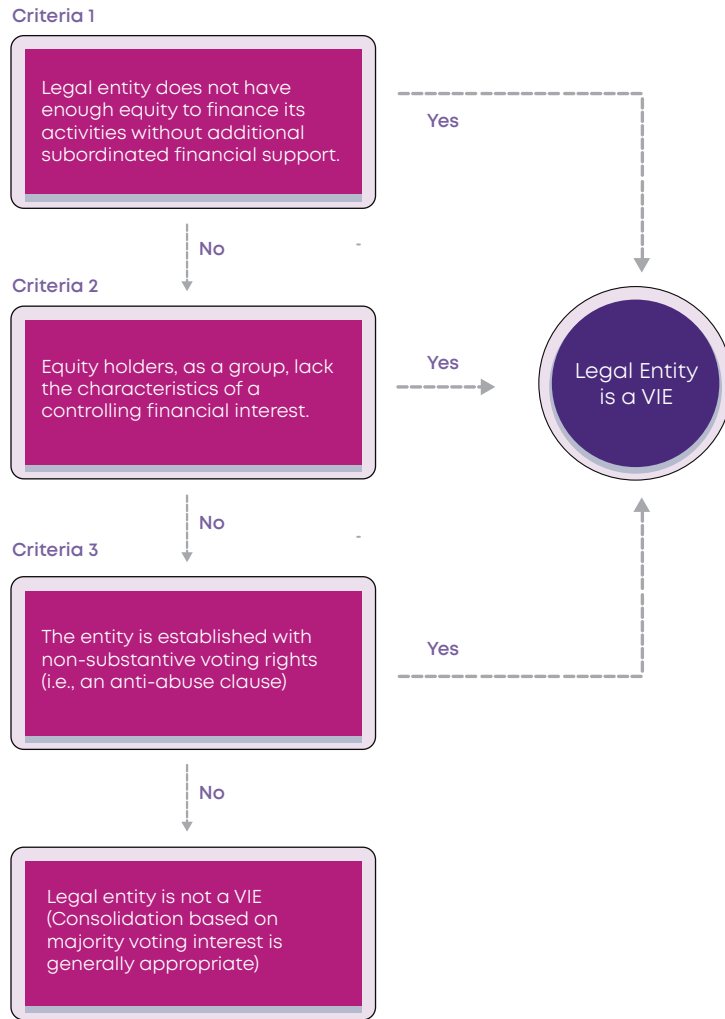 Criteria 1
Legal entity does not have
enough equity to finance its
activities without additional
subordinated financial support.
Yes
No
Criteria 2
Equity holders, as a group, lack
the characteristics of a
controlling financial interest.
Yes
Legal Entity
is a VIE
No
Criteria 3
The entity is established with
non-substantive voting rights
(i.e., an anti-abuse clause)
Yes
No
Legal entity is not a VIE
(Consolidation based on
majority voting interest is
generally appropriate)